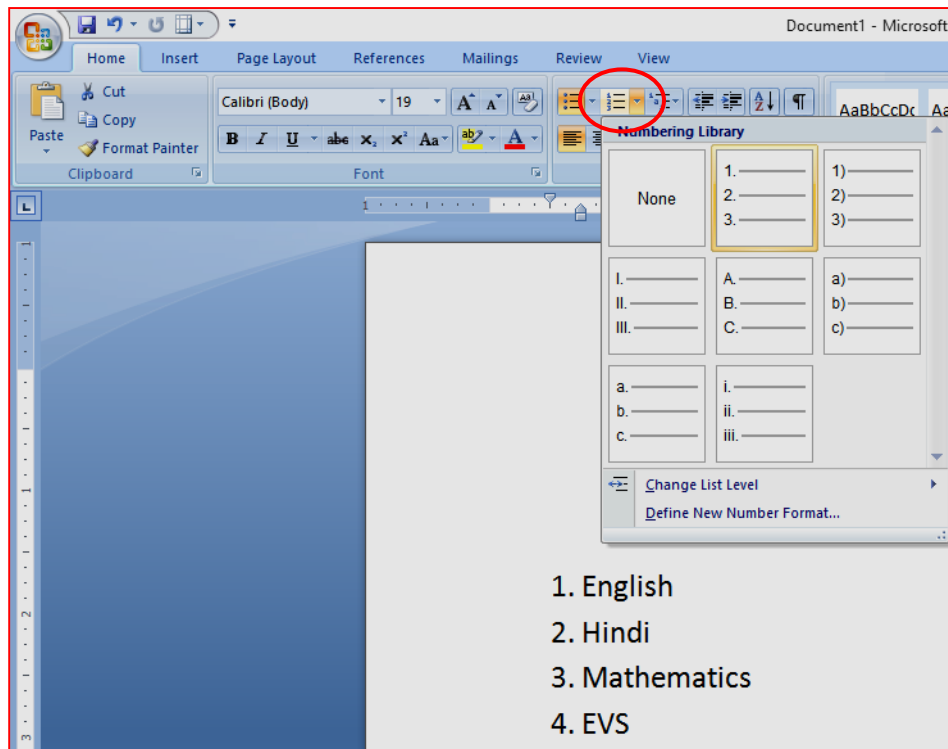 Document1 - Microsoft
Home Insert Page Layout References Mailings Review View
Cut
Copy
Format Painter
Paste
Clipboard
Calibri (Body) 19
B I U abc X₂ X² Aa ab A
Font
AaBbCcDc Aa
Numbering Library
None
1.
2.
3.
1)
2)
3)
I.
II.
III.
A.
B.
C.
a)
b)
c)
a.
b.
c.
i.
ii.
iii.
Change List Level
Define New Number Format...
1. English
2. Hindi
3. Mathematics
4. EVS